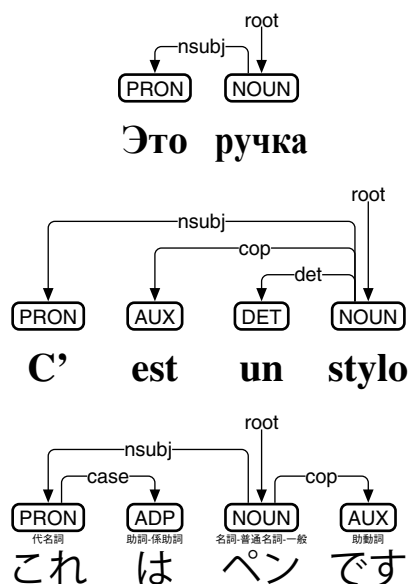 root
nsubj
PRON NOUN
Это ручка
root
nsubj
cop
det
PRON AUX DET NOUN
C’ est un stylo
root
nsubj
case cop
PRON ADP NOUN AUX
代名詞 助詞-係助詞 名詞-普通名詞-一般 助動詞
これ は ペン です